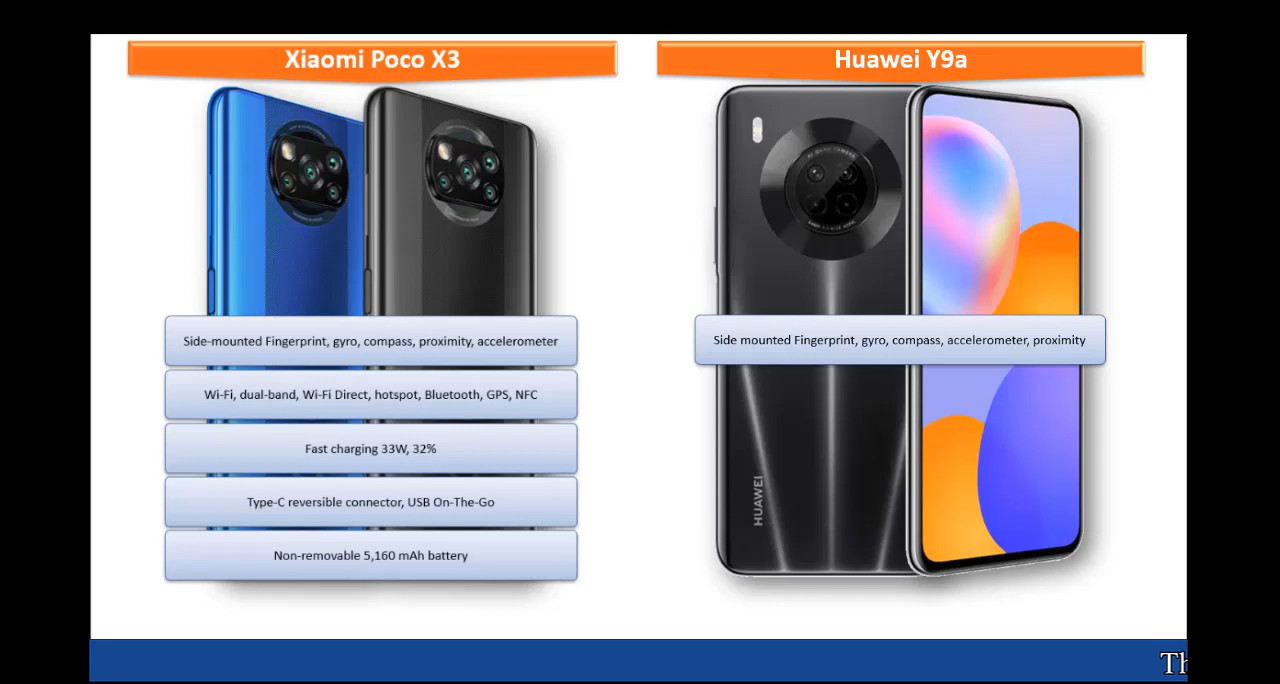 Xiaomi Poco X3
Side-mounted Fingerprint, gyro, compass, proximity, accelerometer
Wi-Fi, dual-band, Wi-Fi Direct, hotspot, Bluetooth, GPS, NFC
Fast charging 33W, 32%
Type-C reversible connector, USB On-The-Go
Non-removable 5,160 mAh battery
Huawei Y9a
Side mounted Fingerprint, gyro, compass, accelerometer, proximity
HUAWEI